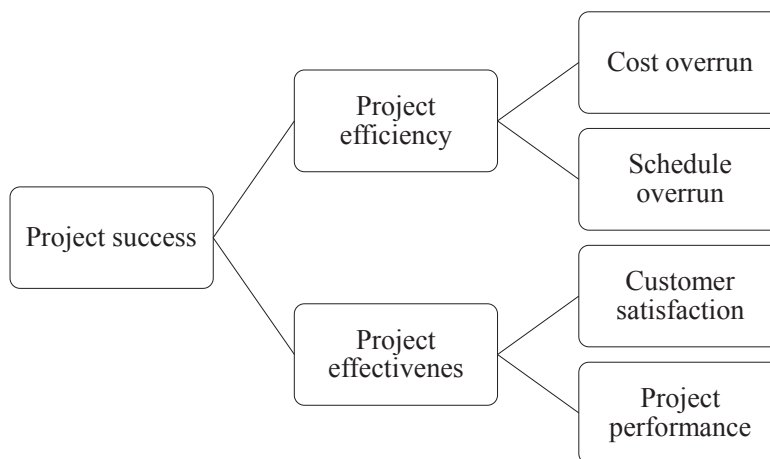 Project success
Project
efficiency
Cost overrun
Schedule
overrun
Project
effectivenes
Customer
satisfaction
Project
performance